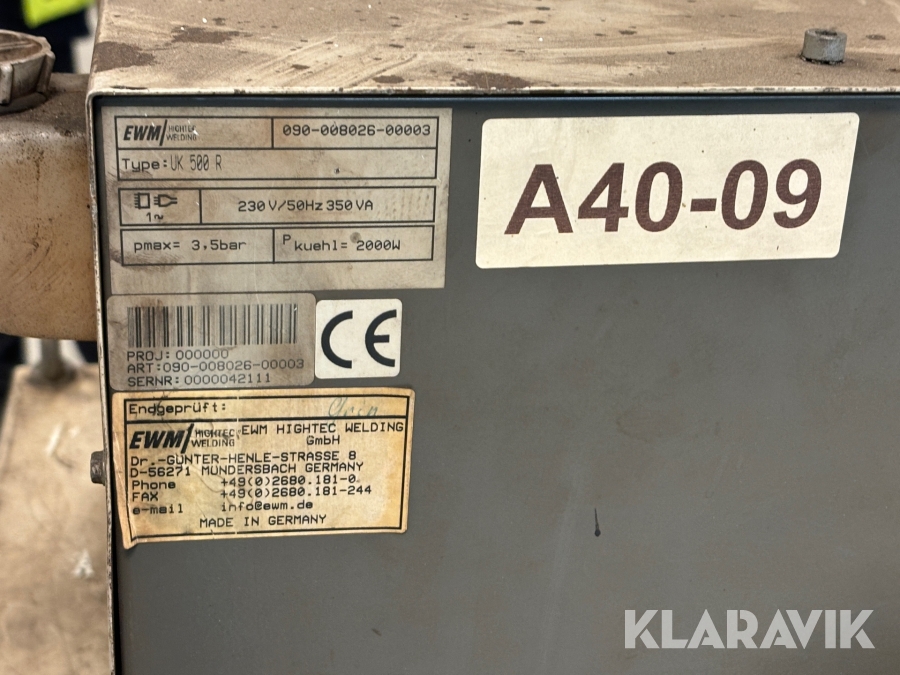 EWM HIGHTEC WELDING 090-008026-00003
Type: UK 500 R
1~ 230V/50Hz 350VA
pmax= 3,5bar P kuehl= 2000W
A40-09
PROJ: 000000
ART:090-008026-00003
SERNR: 0000042111
CE
Endgeprüft:
EWM HIGHTEC WELDING EWM HIGHTEC WELDING
GmbH
Dr.-GÜNTER-HENLE-STRASSE 8
D-56271 MÜNDERSBACH GERMANY
Phone +49(0)2680.181-0
FAX +49(0)2680.181-244
e-mail info@ewm.de
MADE IN GERMANY
KLARAVIK